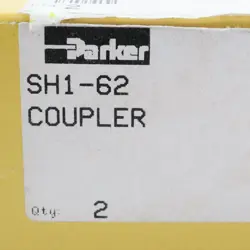 Parker
SH1-62
COUPLER
Qty: 2